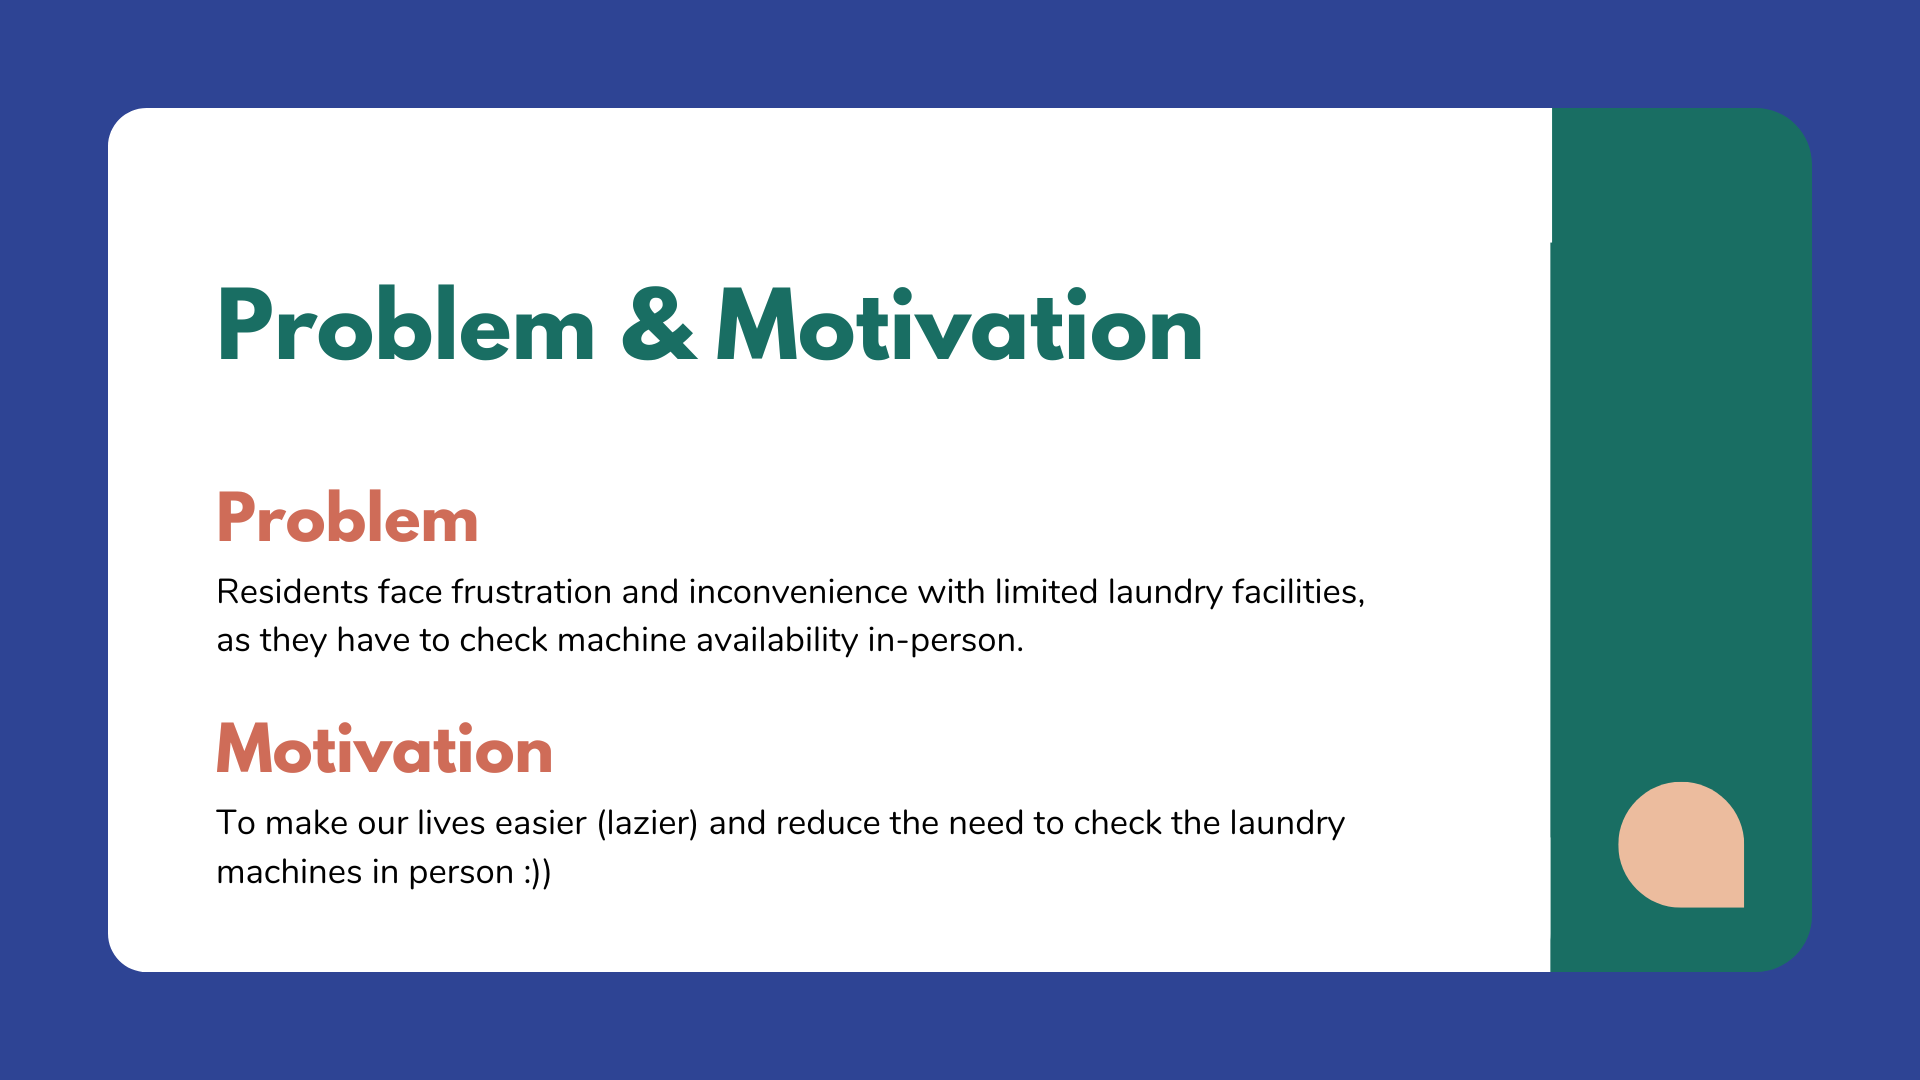 Problem & Motivation
Problem
Residents face frustration and inconvenience with limited laundry facilities,
as they have to check machine availability in-person.
Motivation
To make our lives easier (lazier) and reduce the need to check the laundry
machines in person :))